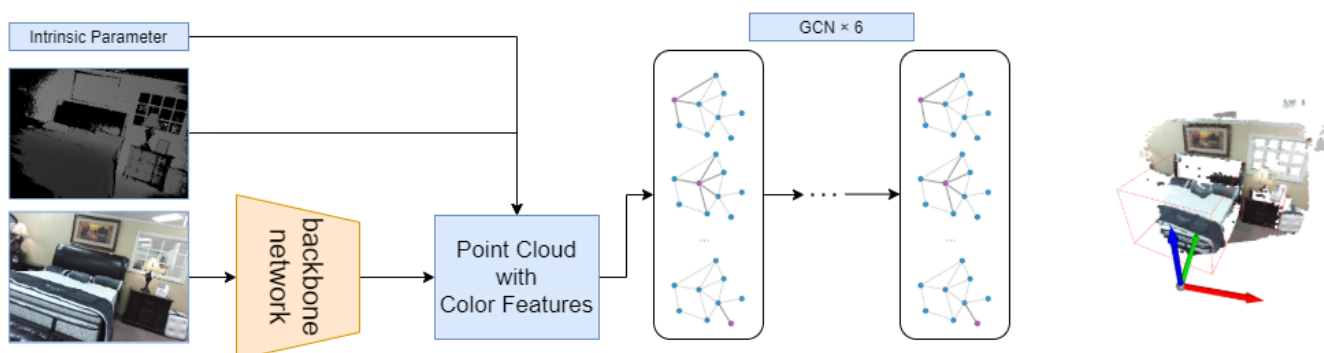 Intrinsic Parameter
GCN × 6
backbone
network
Point Cloud
with
Color Features
...
...
...